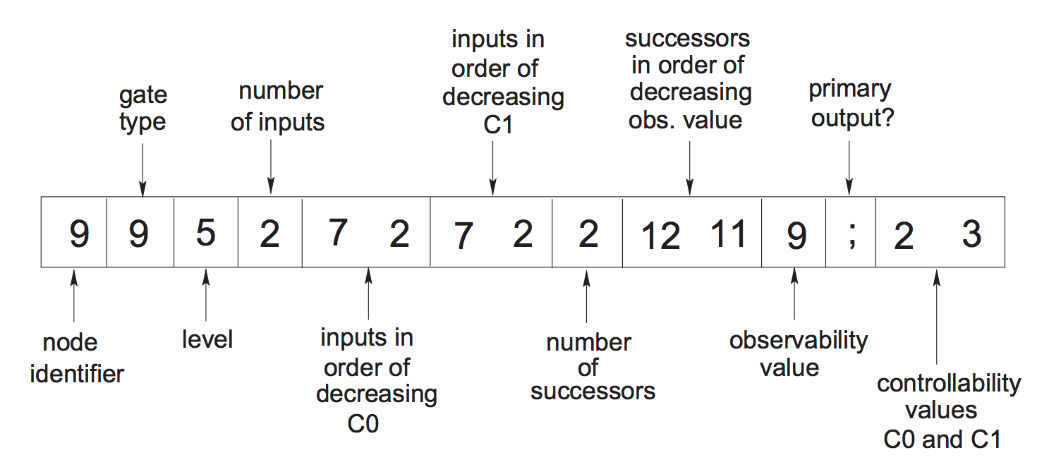 inputs in
order of
decreasing
C1
successors
in order of
decreasing
obs. value
gate
type
number
of inputs
primary
output?
9 9 5 2 7 2 7 2 2 12 11 9 ; 2 3
node
identifier
level
inputs in
order of
decreasing
C0
number
of
successors
observability
value
controllability
values
C0 and C1